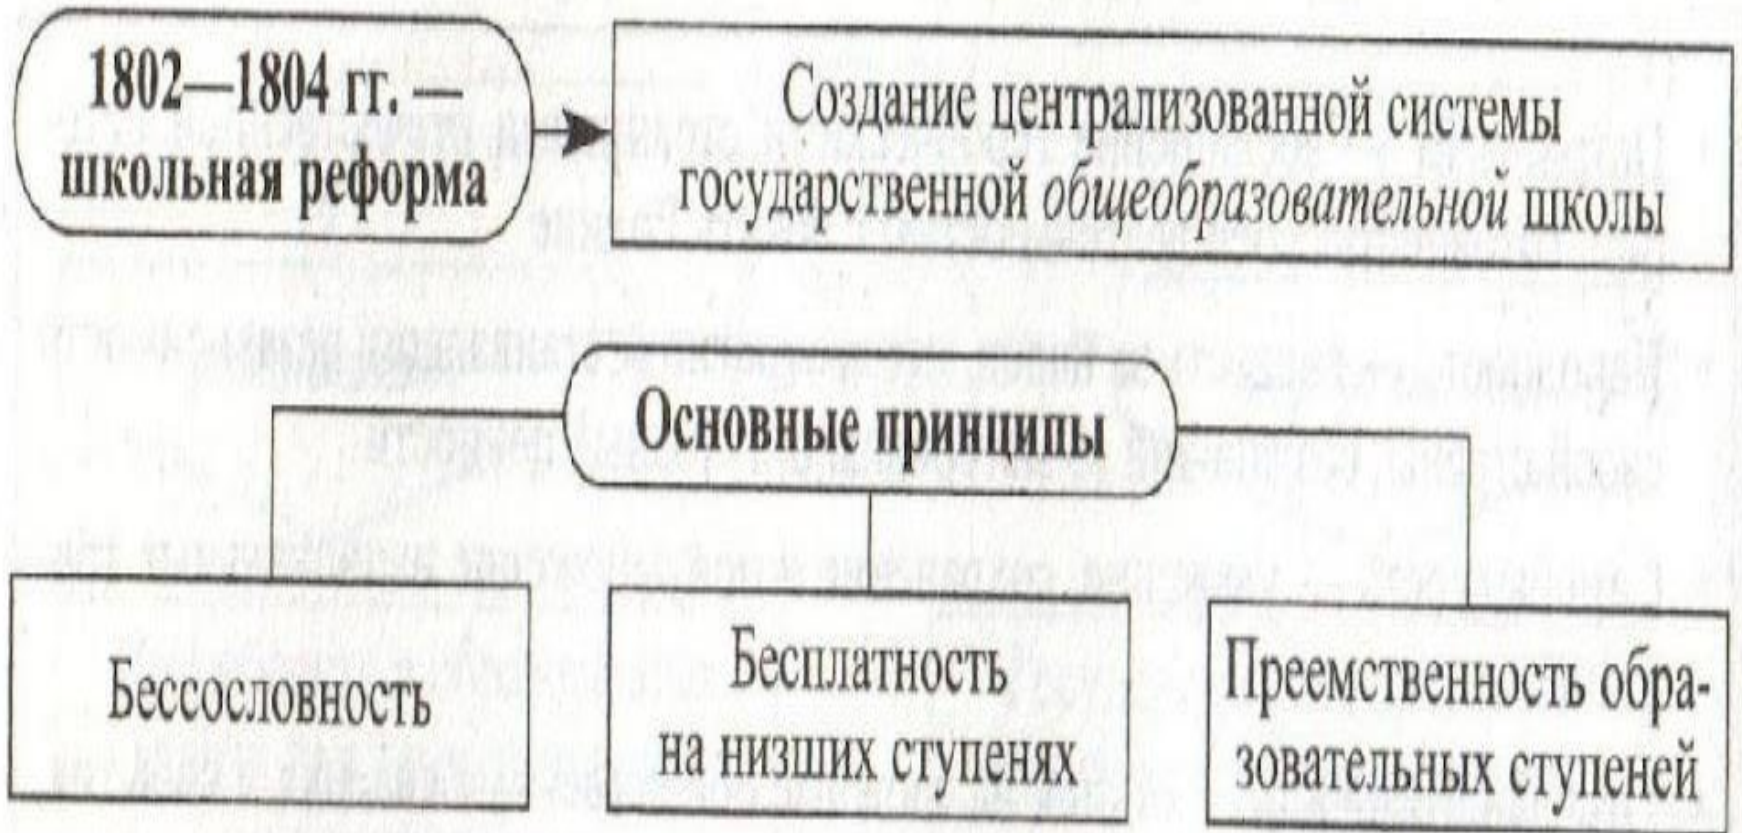 1802—1804 гг. —
школьная реформа
Создание централизованной системы
государственной общеобразовательной школы
Основные принципы
Бессословность
Бесплатность
на низших ступенях
Преемственность обра-
зовательных ступеней